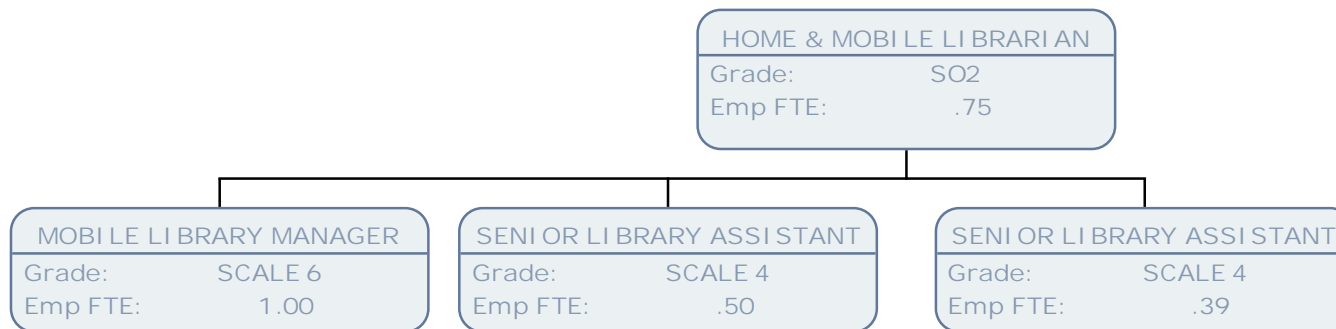 HOME & MOBILE LIBRARIAN
Grade: SO2
Emp FTE: .75
MOBILE LIBRARY MANAGER
Grade: SCALE 6
Emp FTE: 1.00
SENIOR LIBRARY ASSISTANT
Grade: SCALE 4
Emp FTE: .50
SENIOR LIBRARY ASSISTANT
Grade: SCALE 4
Emp FTE: .39